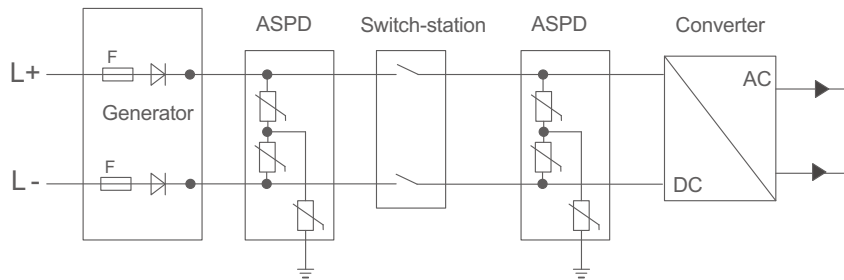 ASPD
Switch-station
ASPD
Converter
L+
F
Generator
AC
F
L-
DC